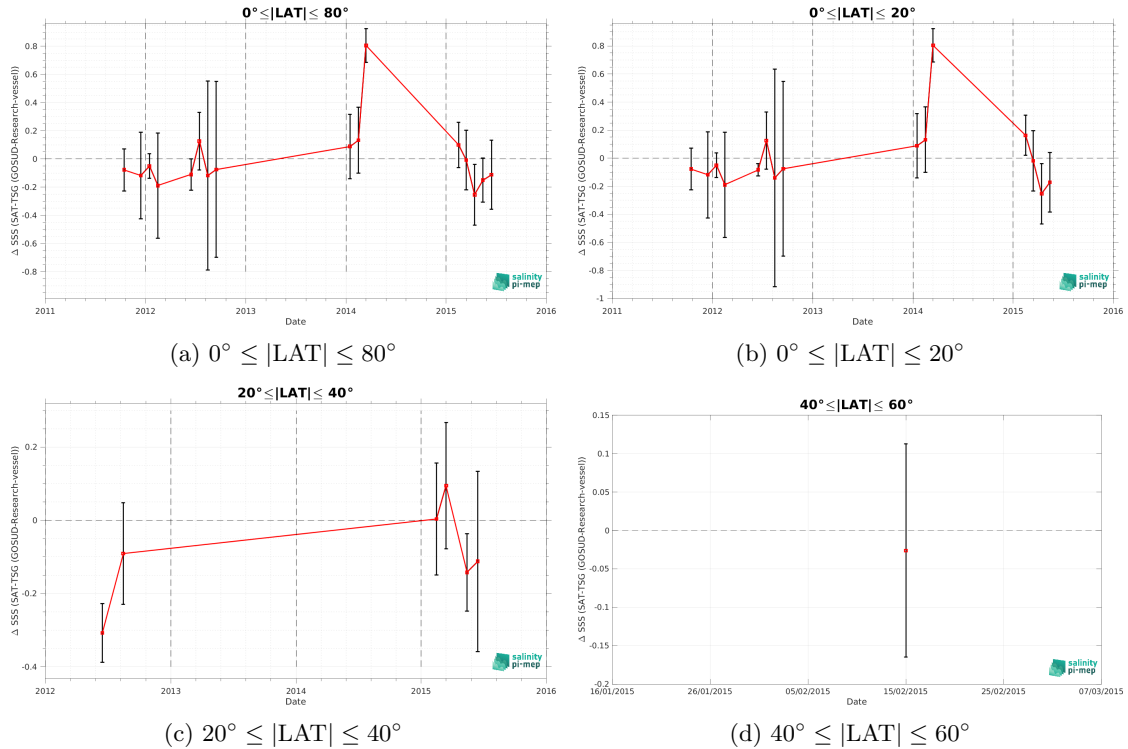 0°≤|LAT|≤ 80°
Δ SSS (SAT-TSG (GOSUD-Research-vessel))
0.8
0.6
0.4
0.2
0
-0.2
-0.4
-0.6
-0.8
2011 2012 2013 2014 2015 2016
Date
salinity
pi-mep
(a) 0° ≤ |LAT| ≤ 80°
0°≤|LAT|≤ 20°
Δ SSS (SAT-TSG (GOSUD-Research-vessel))
0.8
0.6
0.4
0.2
0
-0.2
-0.4
-0.6
-0.8
-1
2011 2012 2013 2014 2015 2016
Date
salinity
pi-mep
(b) 0° ≤ |LAT| ≤ 20°
20°≤|LAT|≤ 40°
Δ SSS (SAT-TSG (GOSUD-Research-vessel))
0.2
0
-0.2
-0.4
2012 2013 2014 2015 2016
Date
salinity
pi-mep
(c) 20° ≤ |LAT| ≤ 40°
40°≤|LAT|≤ 60°
Δ SSS (SAT-TSG (GOSUD-Research-vessel))
0.15
0.1
0.05
0
-0.05
-0.1
-0.15
-0.2
16/01/2015 26/01/2015 05/02/2015 15/02/2015 25/02/2015 07/03/2015
Date
salinity
pi-mep
(d) 40° ≤ |LAT| ≤ 60°